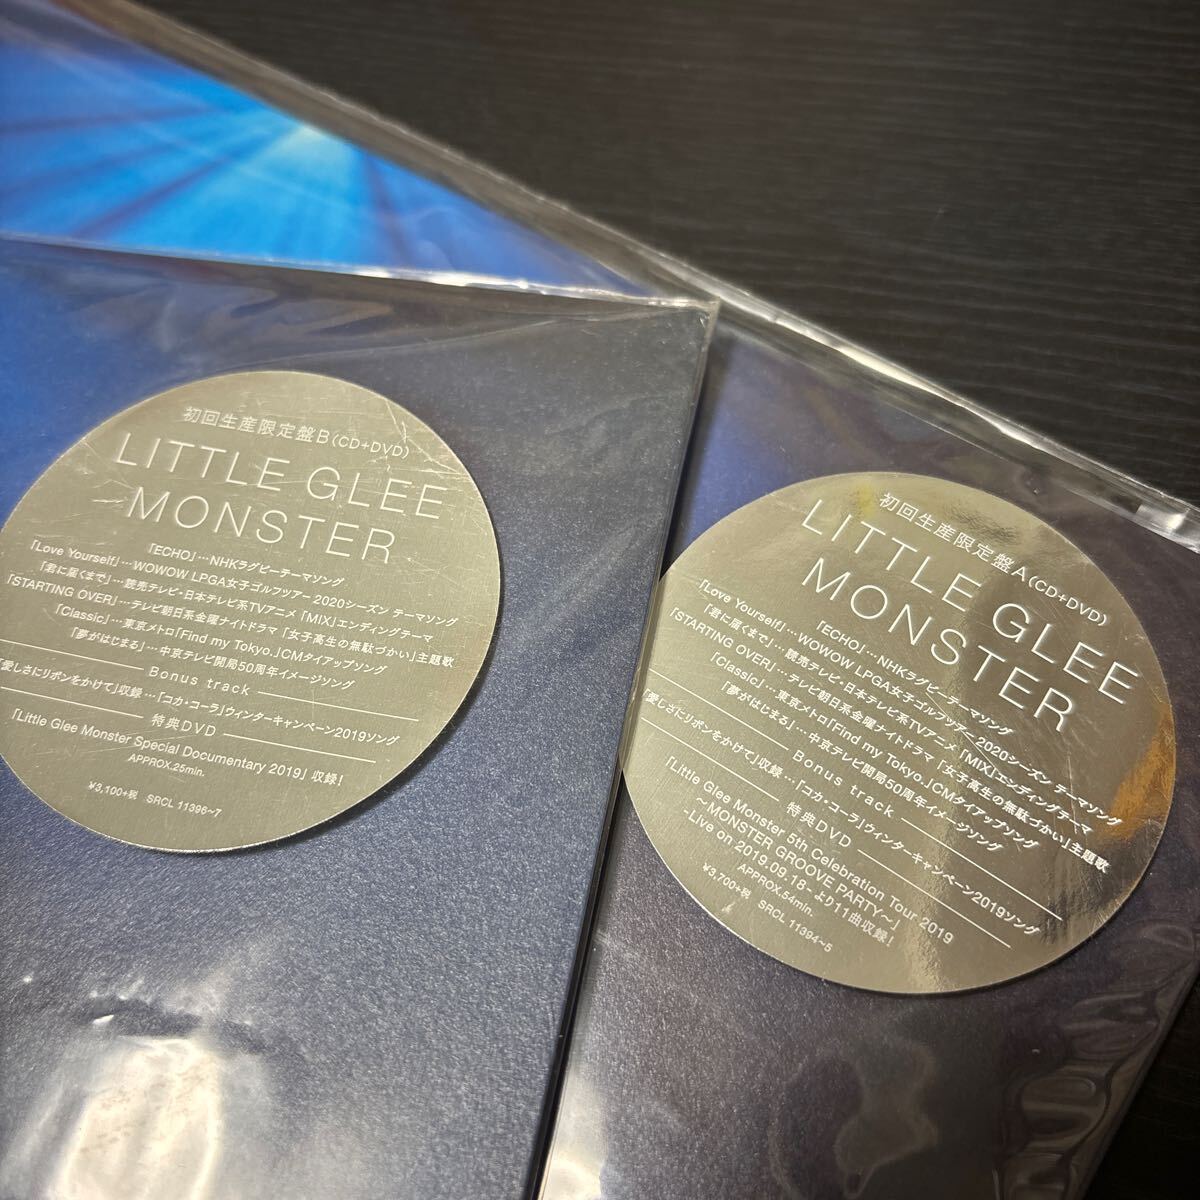 初回生産限定盤B(CD+DVD)
LITTLE GLEE
MONSTER
「ECHO」…NHKラグビーテーマソング
「Love Yourself」…WOWOW LPGA女子ゴルフツアー 2020シーズン テーマソング
「君に届くまで」…読売テレビ・日本テレビ系TVアニメ「MIX」エンディングテーマ
「STARTING OVER」…テレビ朝日系金曜ナイトドラマ「女子高生の無駄づかい」主題歌
「Classic」…東京メトロ「Find my Tokyo.」CMタイアップソング
「夢がはじまる」…中京テレビ開局50周年イメージソング
Bonus track
愛しさにリボンをかけて」収録…「コカ・コーラ」ウィンターキャンペーン2019ソング
特典DVD
「Little Glee Monster Special Documentary 2019」収録!
APPROX.25min.
¥3,100+税 SRCL 11396~7
初回生産限定盤A(CD+DVD)
LITTLE GLEE
MONSTER
「ECHO」…NHKラグビーテーマソング
「Love Yourself」…WOWOW LPGA女子ゴルフツアー 2020シーズン テーマソング
「君に届くまで」…読売テレビ・日本テレビ系TVアニメ「MIX」エンディングテーマ
「STARTING OVER」…テレビ朝日系金曜ナイトドラマ「女子高生の無駄づかい」主題歌
「Classic」…東京メトロ「Find my Tokyo.」CMタイアップソング
「夢がはじまる」…中京テレビ開局50周年イメージソング
Bonus track
「愛しさにリボンをかけて」収録…「コカ・コーラ」ウィンターキャンペーン2019ソング
特典DVD
「Little Glee Monster 5th Celebration Tour 2019
～MONSTER GROOVE PARTY～」
-Live on 2019.09.18-より11曲収録!
APPROX.54min.
¥3,700+税 SRCL 11394~5